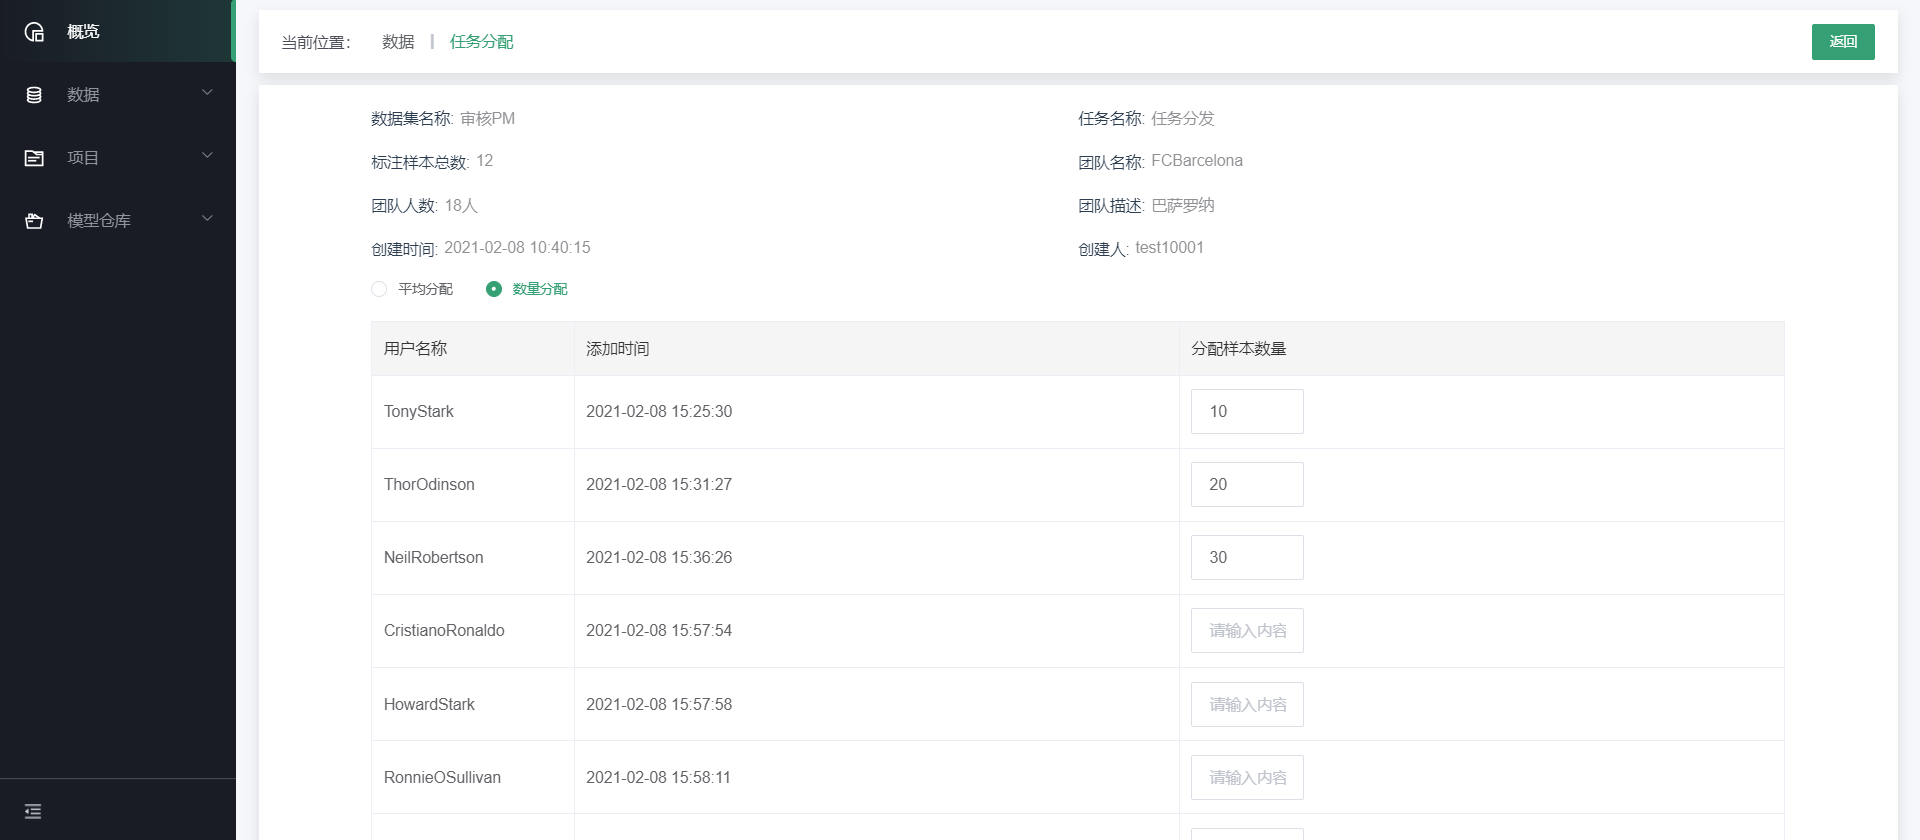 概览
数据
项目
模型仓库
当前位置： 数据 | 任务分配
返回
数据集名称: 审核PM
任务名称: 任务分发
标注样本总数: 12
团队名称: FCBarcelona
团队人数: 18人
团队描述: 巴萨罗纳
创建时间: 2021-02-08 10:40:15
创建人: test10001
平均分配 数量分配
用户名称 添加时间 分配样本数量
TonyStark 2021-02-08 15:25:30 10
ThorOdinson 2021-02-08 15:31:27 20
NeilRobertson 2021-02-08 15:36:26 30
CristianoRonaldo 2021-02-08 15:57:54 请输入内容
HowardStark 2021-02-08 15:57:58 请输入内容
RonnieOSullivan 2021-02-08 15:58:11 请输入内容